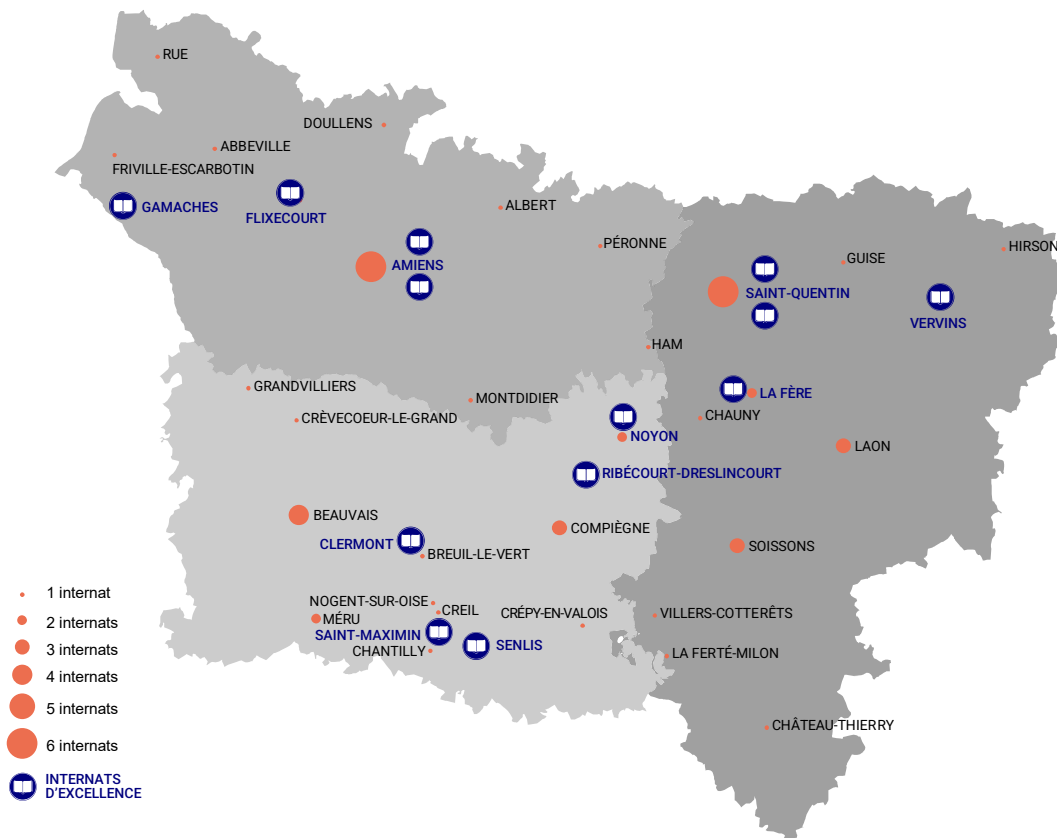 RUE
DOULLENS
ABBEVILLE
FRIVILLE-ESCARBOTIN
GAMACHES
FLIXECOURT
ALBERT
PÉRONNE
HIRSON
GUISE
AMIENS
SAINT-QUENTIN
VERVINS
HAM
GRANDVILLIERS
MONTDIDIER
LA FÈRE
CRÈVECOEUR-LE-GRAND
CHAUNY
NOYON
LAON
RIBÉCOURT-DRESLINCOURT
BEAUVAIS
COMPIÈGNE
CLERMONT
BREUIL-LE-VERT
SOISSONS
NOGENT-SUR-OISE
CREIL
CRÉPY-EN-VALOIS
VILLERS-COTTERÊTS
MÉRU
SAINT-MAXIMIN
SENLIS
CHANTILLY
LA FERTÉ-MILON
CHÂTEAU-THIERRY
1 internat
2 internats
3 internats
4 internats
5 internats
6 internats
INTERNATS
D'EXCELLENCE